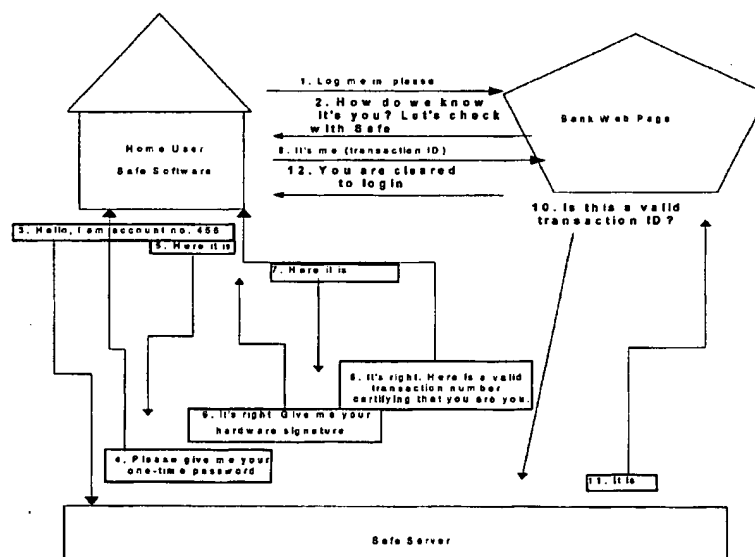 1. Log me in please
2. How do we know
it's you? Let's check
with Safe
Bank Web Page
Home User
Safe Software
8. It's me (transaction ID)
12. You are cleared
to login
10. Is this a valid
transaction ID?
3. Hello, I am account no. 456
5. Here it is
7. Here it is
8. It's right. Here is a valid
transaction number
certifying that you are you.
6. It's right. Give me your
hardware signature
4. Please give me your
one-time password
11. It is
Safe Server